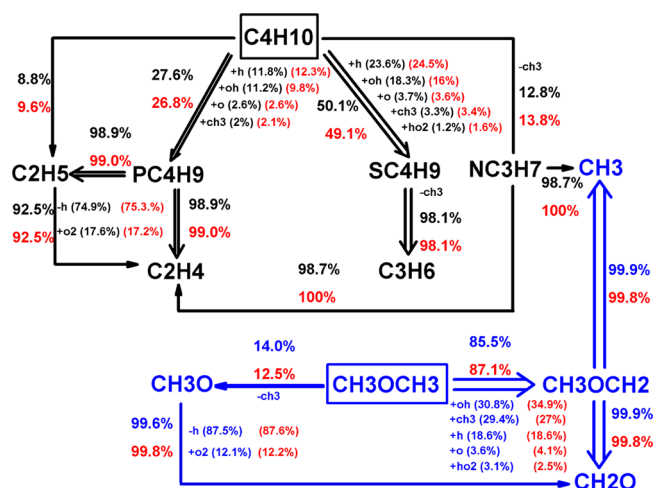 C4H10
8.8%
9.6%
27.6%
26.8%
+h (11.8%) (12.3%)
+oh (11.2%) (9.8%)
+o (2.6%) (2.6%)
+ch3 (2%) (2.1%)
50.1%
49.1%
+h (23.6%) (24.5%)
+oh (18.3%) (16%)
+o (3.7%) (3.6%)
+ch3 (3.3%) (3.4%)
+ho2 (1.2%) (1.6%)
-ch3
12.8%
13.8%
98.9%
99.0%
C2H5
PC4H9
SC4H9
NC3H7
CH3
98.7%
100%
92.5%
92.5%
-h (74.9%) (75.3.%)
+o2 (17.6%) (17.2%)
98.9%
99.0%
-ch3
98.1%
98.1%
C2H4
C3H6
98.7%
100%
99.9%
99.8%
14.0%
12.5%
-ch3
85.5%
87.1%
CH3O
CH3OCH3
CH3OCH2
+oh (30.8%) (34.9%)
+ch3 (29.4%) (27%)
+h (18.6%) (18.6%)
+o (3.6%) (4.1%)
+ho2 (3.1%) (2.5%)
99.6%
99.8%
-h (87.5%) (87.6%)
+o2 (12.1%) (12.2%)
99.9%
99.8%
CH2O